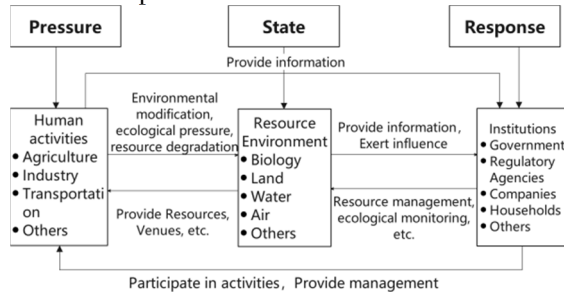 Pressure
State
Response
Provide information
Human
activities
● Agriculture
● Industry
● Transportati
on
● Others
Environmental
modification,
ecological pressure,
resource degradation
Provide Resources,
Venues, etc.
Resource
Environment
● Biology
● Land
● Water
● Air
● Others
Provide information,
Exert influence
Resource management,
ecological monitoring,
etc.
Institutions
● Government
● Regulatory
Agencies
● Companies
● Households
● Others
Participate in activities, Provide management